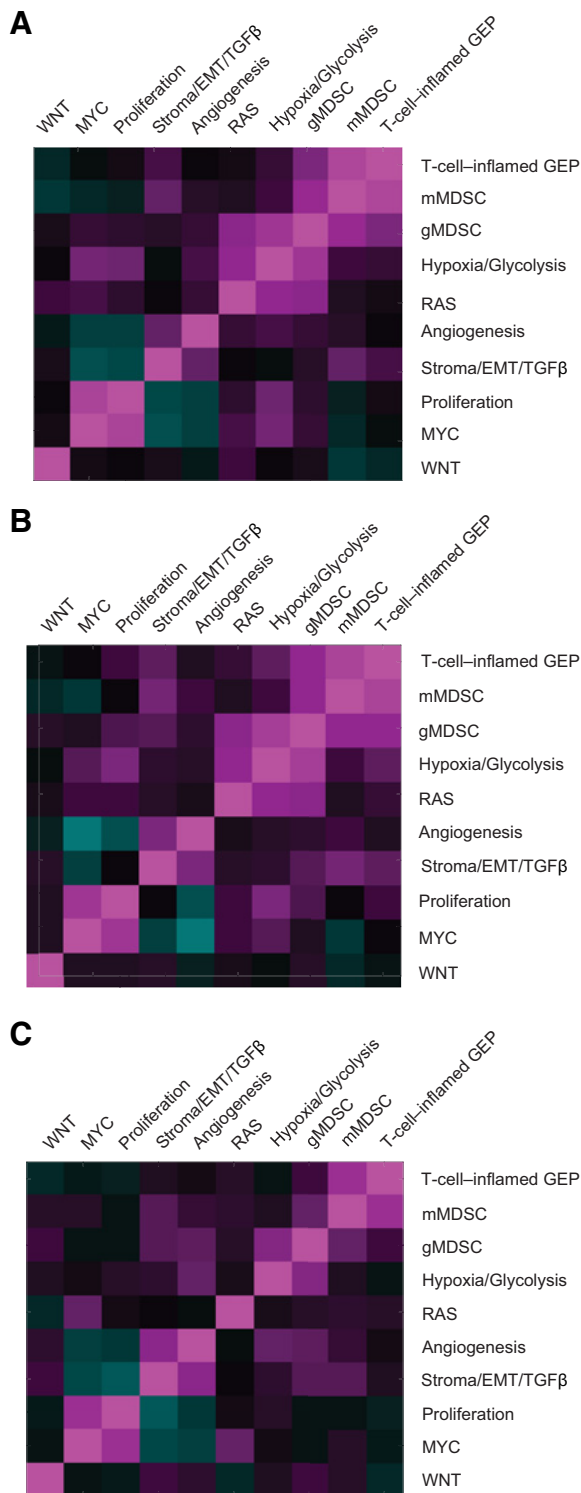 A
WNT
MYC
Proliferation
Stroma/EMT/TGFβ
Angiogenesis
RAS
Hypoxia/Glycolysis
gMDSC
mMDSC
T-cell–inflamed GEP
T-cell–inflamed GEP
mMDSC
gMDSC
Hypoxia/Glycolysis
RAS
Angiogenesis
Stroma/EMT/TGFβ
Proliferation
MYC
WNT
B
WNT
MYC
Proliferation
Stroma/EMT/TGFβ
Angiogenesis
RAS
Hypoxia/Glycolysis
gMDSC
mMDSC
T-cell–inflamed GEP
T-cell–inflamed GEP
mMDSC
gMDSC
Hypoxia/Glycolysis
RAS
Angiogenesis
Stroma/EMT/TGFβ
Proliferation
MYC
WNT
C
WNT
MYC
Proliferation
Stroma/EMT/TGFβ
Angiogenesis
RAS
Hypoxia/Glycolysis
gMDSC
mMDSC
T-cell–inflamed GEP
T-cell–inflamed GEP
mMDSC
gMDSC
Hypoxia/Glycolysis
RAS
Angiogenesis
Stroma/EMT/TGFβ
Proliferation
MYC
WNT